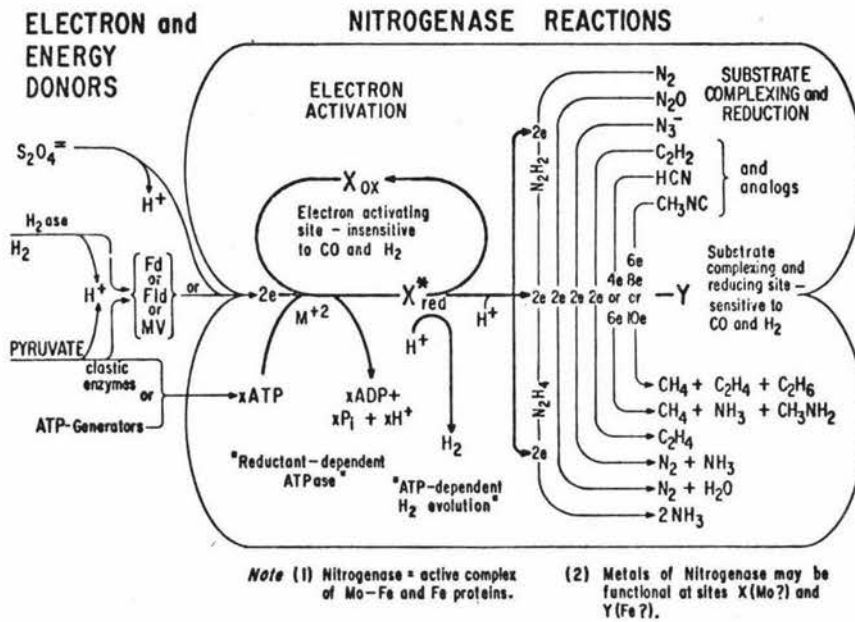 ELECTRON and
ENERGY
DONORS
NITROGENASE REACTIONS
ELECTRON
ACTIVATION
SUBSTRATE
COMPLEXING and
REDUCTION
S₂O₄⁼
H⁺
H₂ase
H₂
H⁺
PYRUVATE
clastic
enzymes
or
ATP-Generators
Fd
or
Fld
or
MV
or
2e
M⁺²
X ox
Electron activating
site – insensitive
to CO and H₂
X* red
H⁺
H⁺
H₂
xATP
xADP+
xPi + xH⁺
"Reductant-dependent
ATPase"
"ATP-dependent
H₂ evolution"
2e
N₂H₂
2e 2e 2e 2e
4e
or
6e
6e
8e
or
10e
N₂H₄
2e
N₂
N₂O
N₃⁻
C₂H₂
HCN
CH₃NC
and
analogs
–Y
Substrate
complexing and
reducing site –
sensitive to
CO and H₂
CH₄ + C₂H₄ + C₂H₆
CH₄ + NH₃ + CH₃NH₂
C₂H₄
N₂ + NH₃
N₂ + H₂O
2NH₃
Note (1) Nitrogenase = active complex
of Mo-Fe and Fe proteins.
(2) Metals of Nitrogenase may be
functional at sites X(Mo?) and
Y(Fe?).